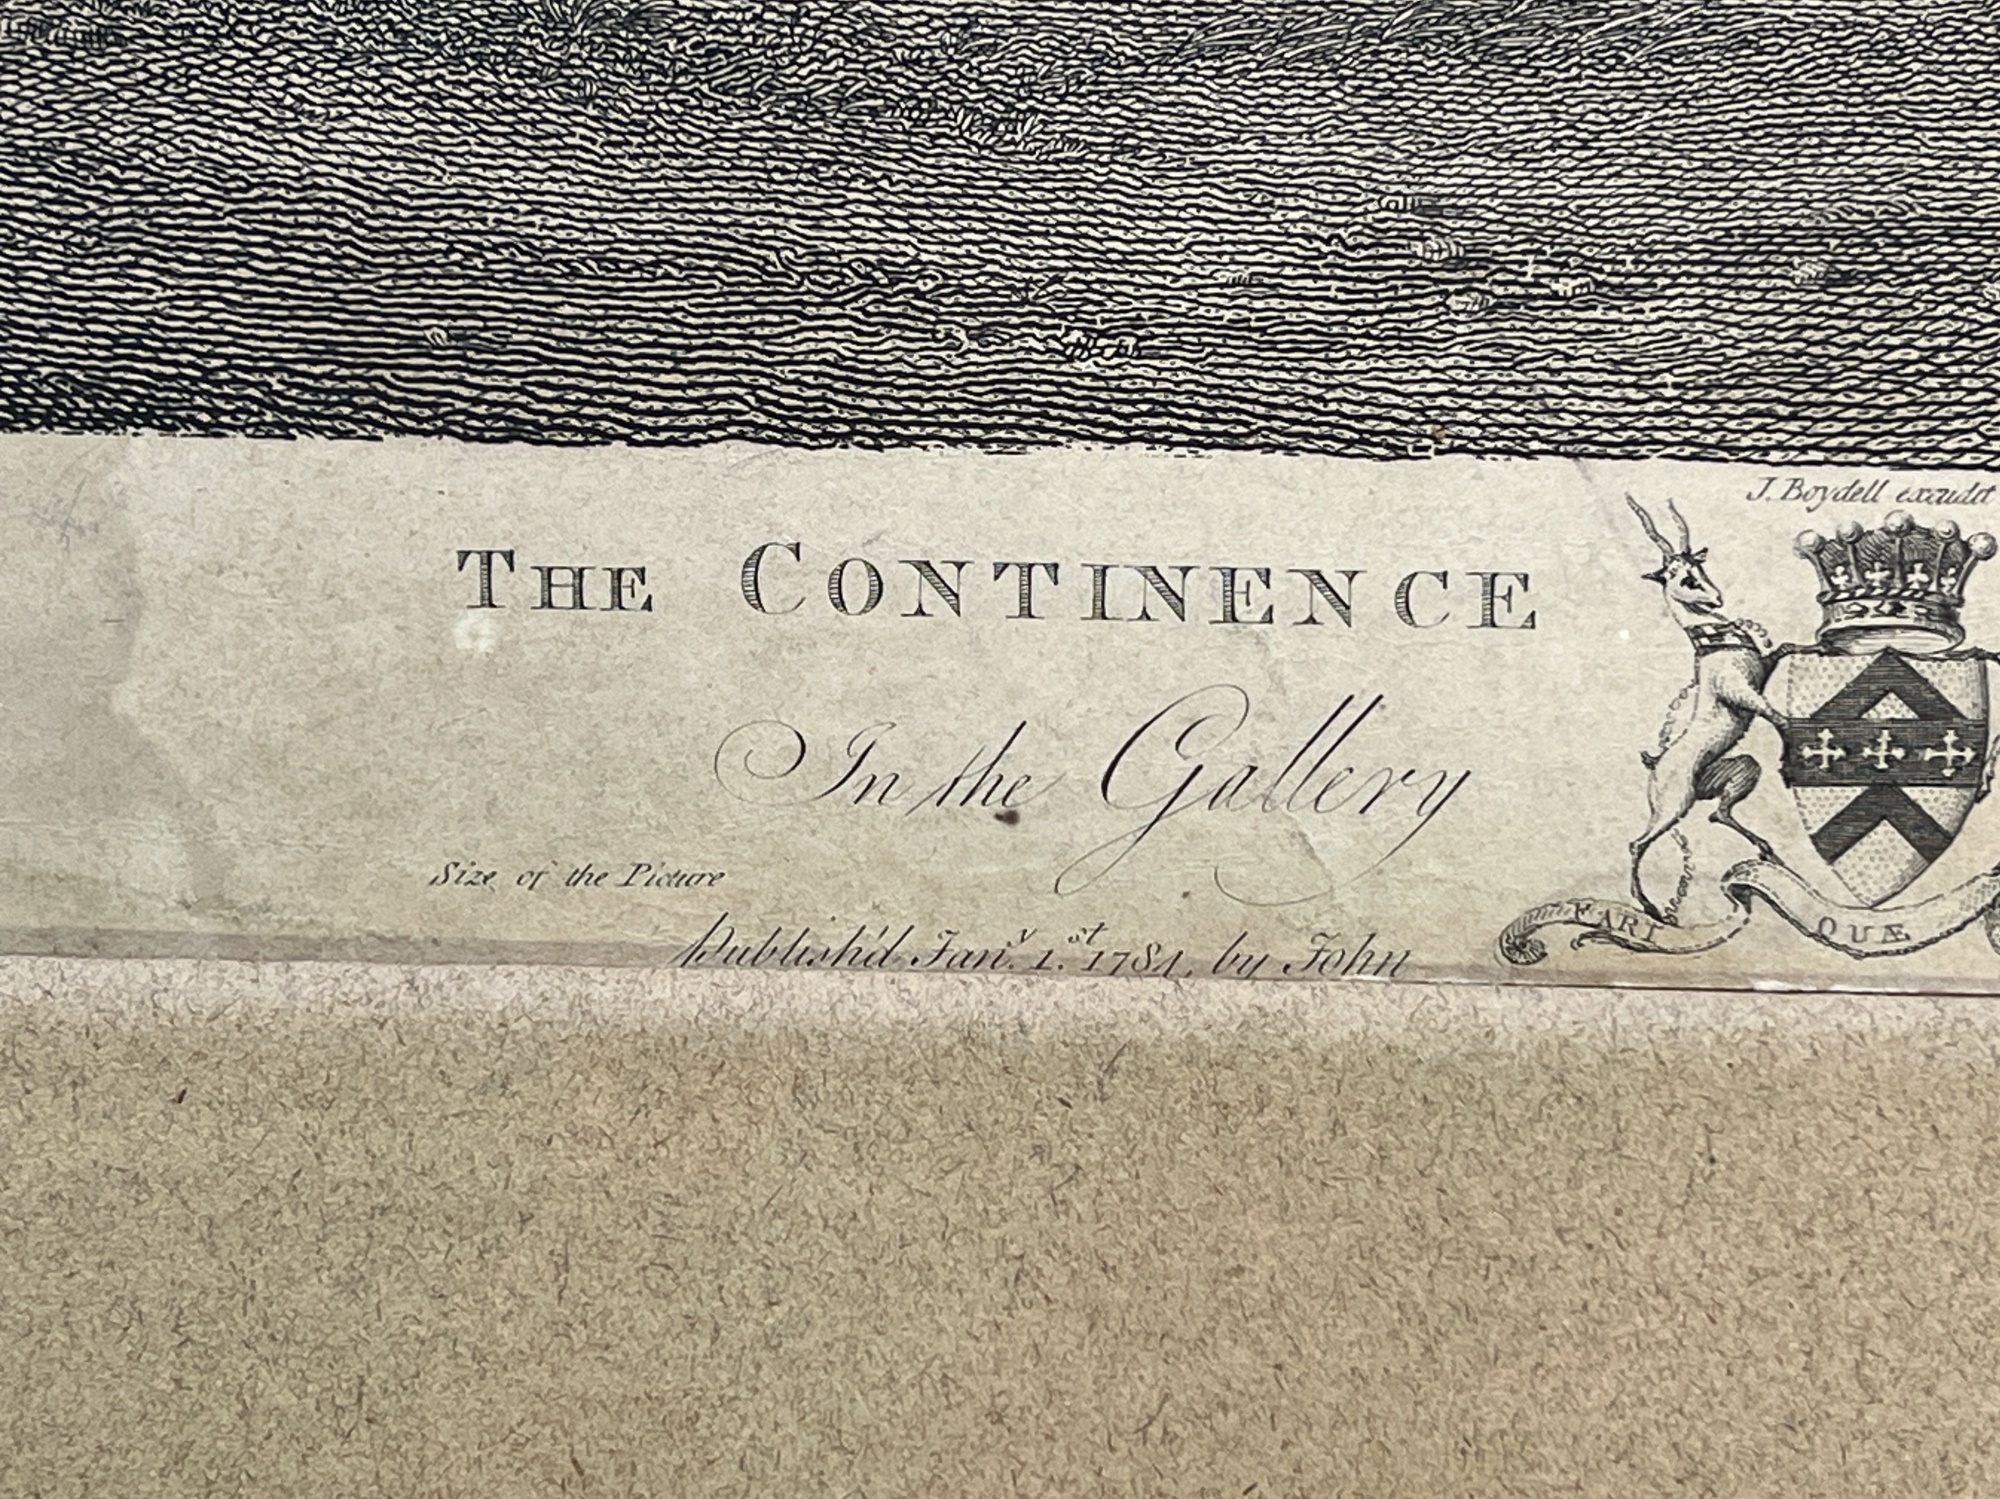 J. Boydell excudit
THE CONTINENCE
In the Gallery
FARI QUÆ
Size of the Picture
Publish'd Jan.y 1.st 1784, by John